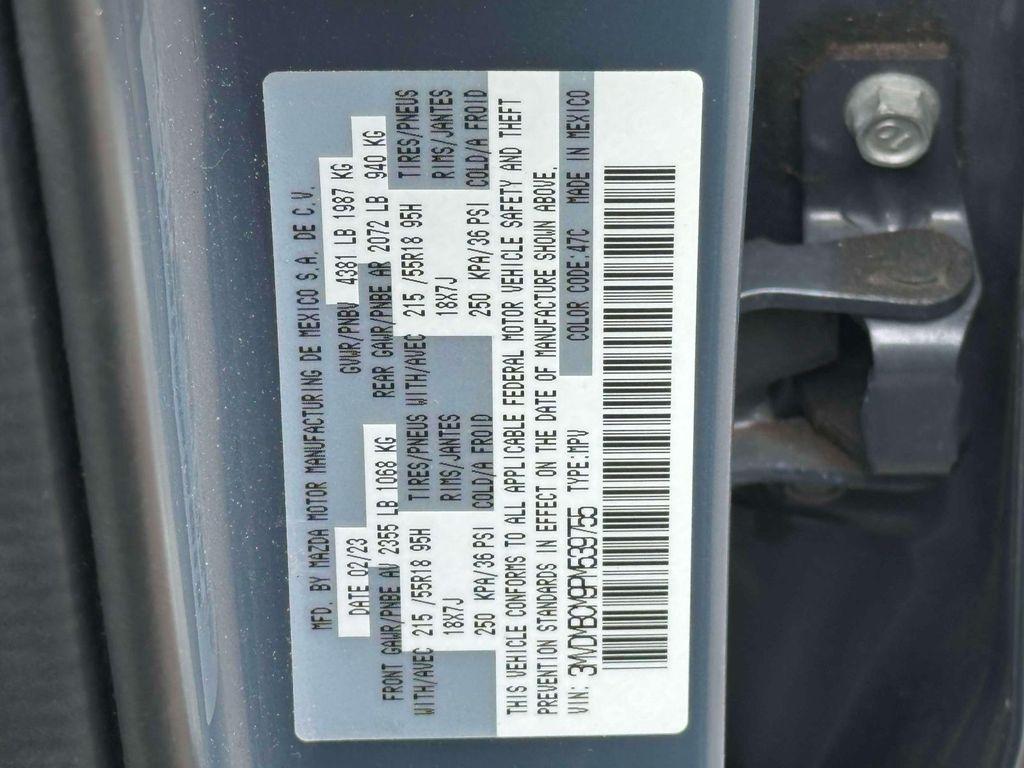 MFD. BY MAZDA MOTOR MANUFACTURING DE MEXICO S.A. DE C.V.
DATE 02/23 GVWR/PNBV 4381 LB 1987 KG
FRONT GAWR/PNBE AV 2355 LB 1068 KG REAR GAWR/PNBE AR 2072 LB 940 KG
WITH/AVEC 215 /55R18 95H TIRES/PNEUS WITH/AVEC 215 /55R18 95H TIRES/PNEUS
18X7J RIMS/JANTES 18X7J RIMS/JANTES
250 KPA/36 PSI COLD/A FROID 250 KPA/36 PSI COLD/A FROID
THIS VEHICLE CONFORMS TO ALL APPLICABLE FEDERAL MOTOR VEHICLE SAFETY AND THEFT
PREVENTION STANDARDS IN EFFECT ON THE DATE OF MANUFACTURE SHOWN ABOVE.
VIN: 3MVDMBCMY9PM539755 TYPE:MPV COLOR CODE:47C MADE IN MEXICO